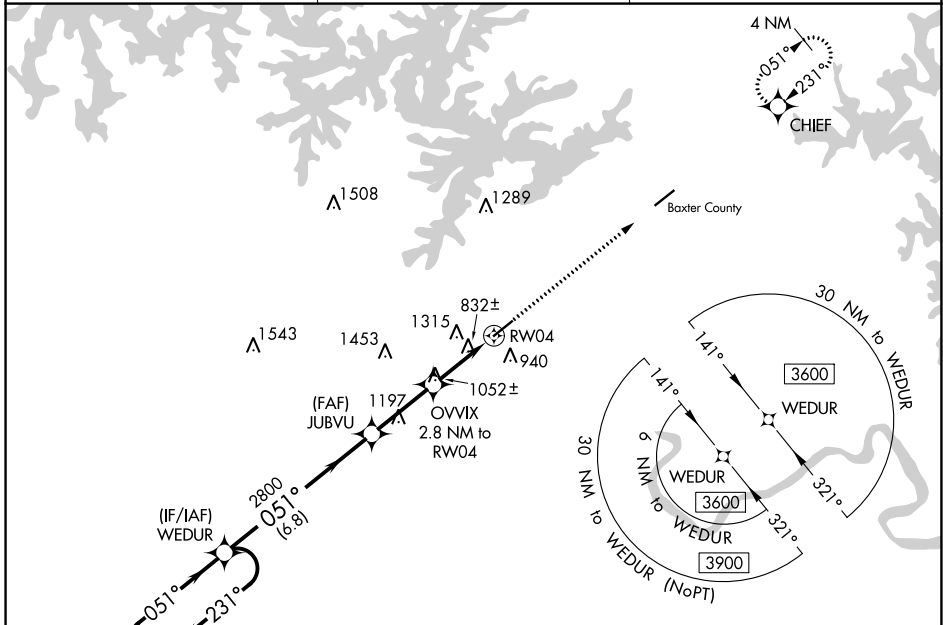 4 NM
051°
231°
CHIEF
1508
1289
Baxter County
30 NM to WEDUR
832±
1315
RW04
1543
1453
940
141°
3600
WEDUR
141°
(FAF)
JUBVU
1197
1052±
OVVIX
2.8 NM to
RW04
30 NM to WEDUR (NoPT)
6 NM to WEDUR
WEDUR
3600
321°
321°
3900
2800
051°
(6.8)
(IF/IAF)
WEDUR
051°
231°